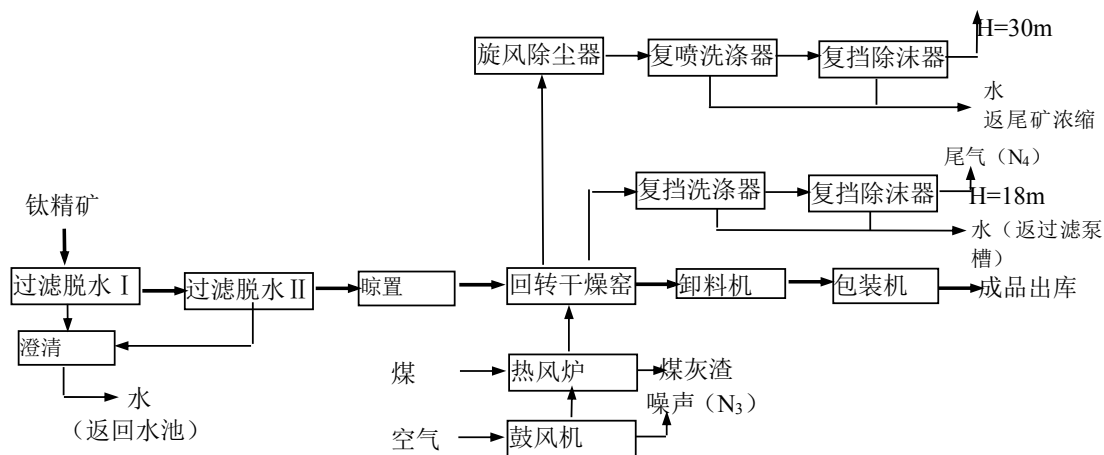 H=30m
旋风除尘器
复喷洗涤器
复挡除沫器
水
返尾矿浓缩
尾气（N₄）
复挡洗涤器
复挡除沫器
H=18m
钛精矿
水（返过滤泵
槽）
过滤脱水Ⅰ
过滤脱水Ⅱ
晾置
回转干燥窑
卸料机
包装机
成品出库
澄清
煤
热风炉
煤灰渣
水
噪声（N₃）
（返回水池）
空气
鼓风机